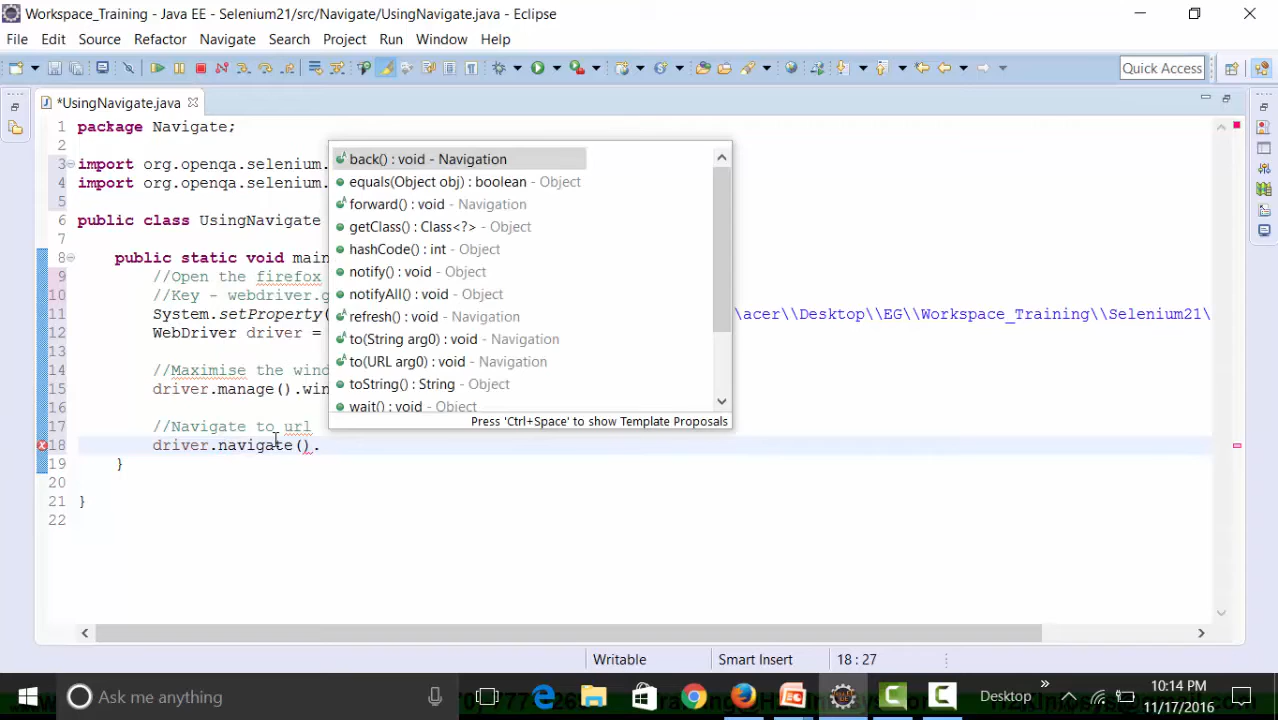 Workspace_Training - Java EE - Selenium21/src/Navigate/UsingNavigate.java - Eclipse
File Edit Source Refactor Navigate Search Project Run Window Help
Quick Access
*UsingNavigate.java
1 package Navigate;
2
3 import org.openqa.selenium.
4 import org.openqa.selenium.
5
6 public class UsingNavigate
7
8 public static void main
9 //Open the firefox
10 //Key - webdriver.g
11 System.setProperty( \acer\\Desktop\\EG\\Workspace_Training\\Selenium21\
12 WebDriver driver =
13
14 //Maximise the wind
15 driver.manage().win
16
17 //Navigate to url
18 driver.navigate().
19 }
20
21 }
22
back() : void - Navigation
equals(Object obj) : boolean - Object
forward() : void - Navigation
getClass() : Class<?> - Object
hashCode() : int - Object
notify() : void - Object
notifyAll() : void - Object
refresh() : void - Navigation
to(String arg0) : void - Navigation
to(URL arg0) : void - Navigation
toString() : String - Object
wait() : void - Object
Press 'Ctrl+Space' to show Template Proposals
Writable Smart Insert 18 : 27
Ask me anything
Desktop
10:14 PM
11/17/2016